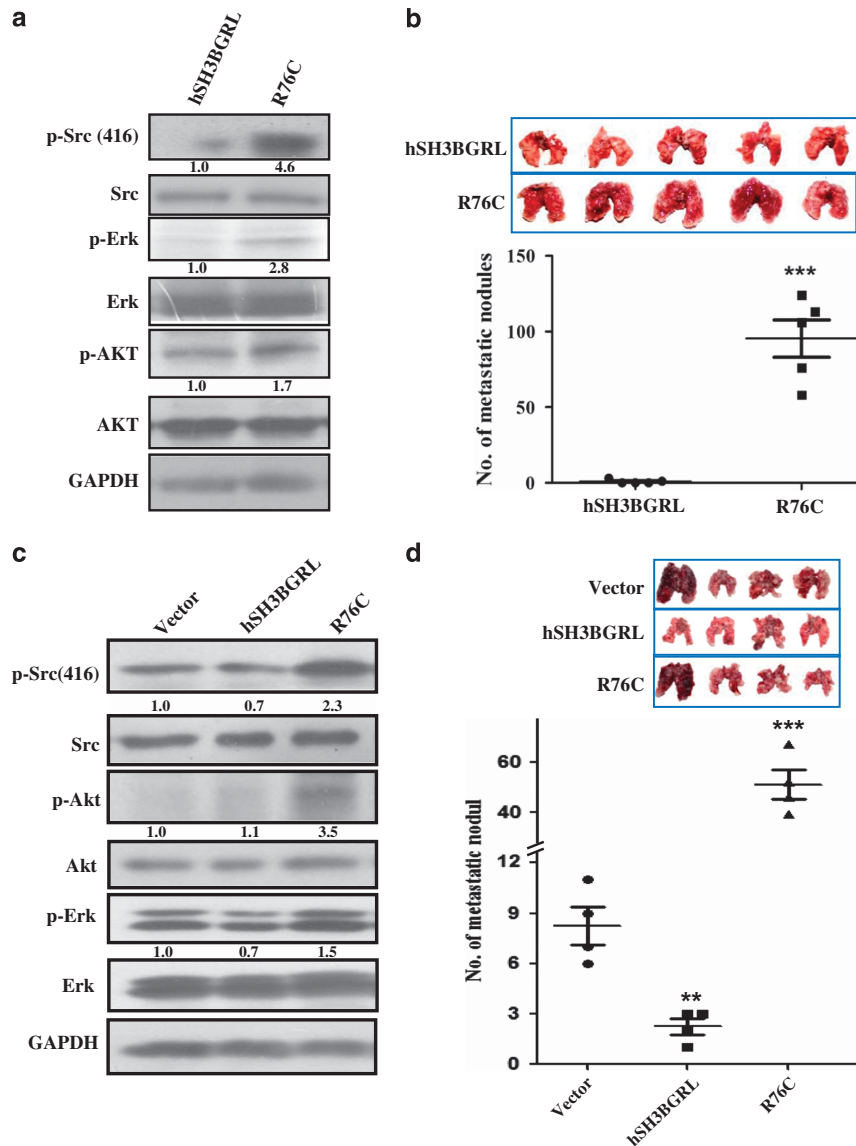 a
hSH3BGRL R76C
p-Src (416)
1.0 4.6
Src
p-Erk
1.0 2.8
Erk
p-AKT
1.0 1.7
AKT
GAPDH
b
hSH3BGRL
R76C
***
150
100
50
0
No. of metastatic nodules
hSH3BGRL R76C
c
Vector hSH3BGRL R76C
p-Src(416)
1.0 0.7 2.3
Src
p-Akt
1.0 1.1 3.5
Akt
p-Erk
1.0 0.7 1.5
Erk
GAPDH
d
Vector
hSH3BGRL
R76C
***
60
40
12
9
6
3
0
**
No. of metastatic nodul
Vector hSH3BGRL R76C